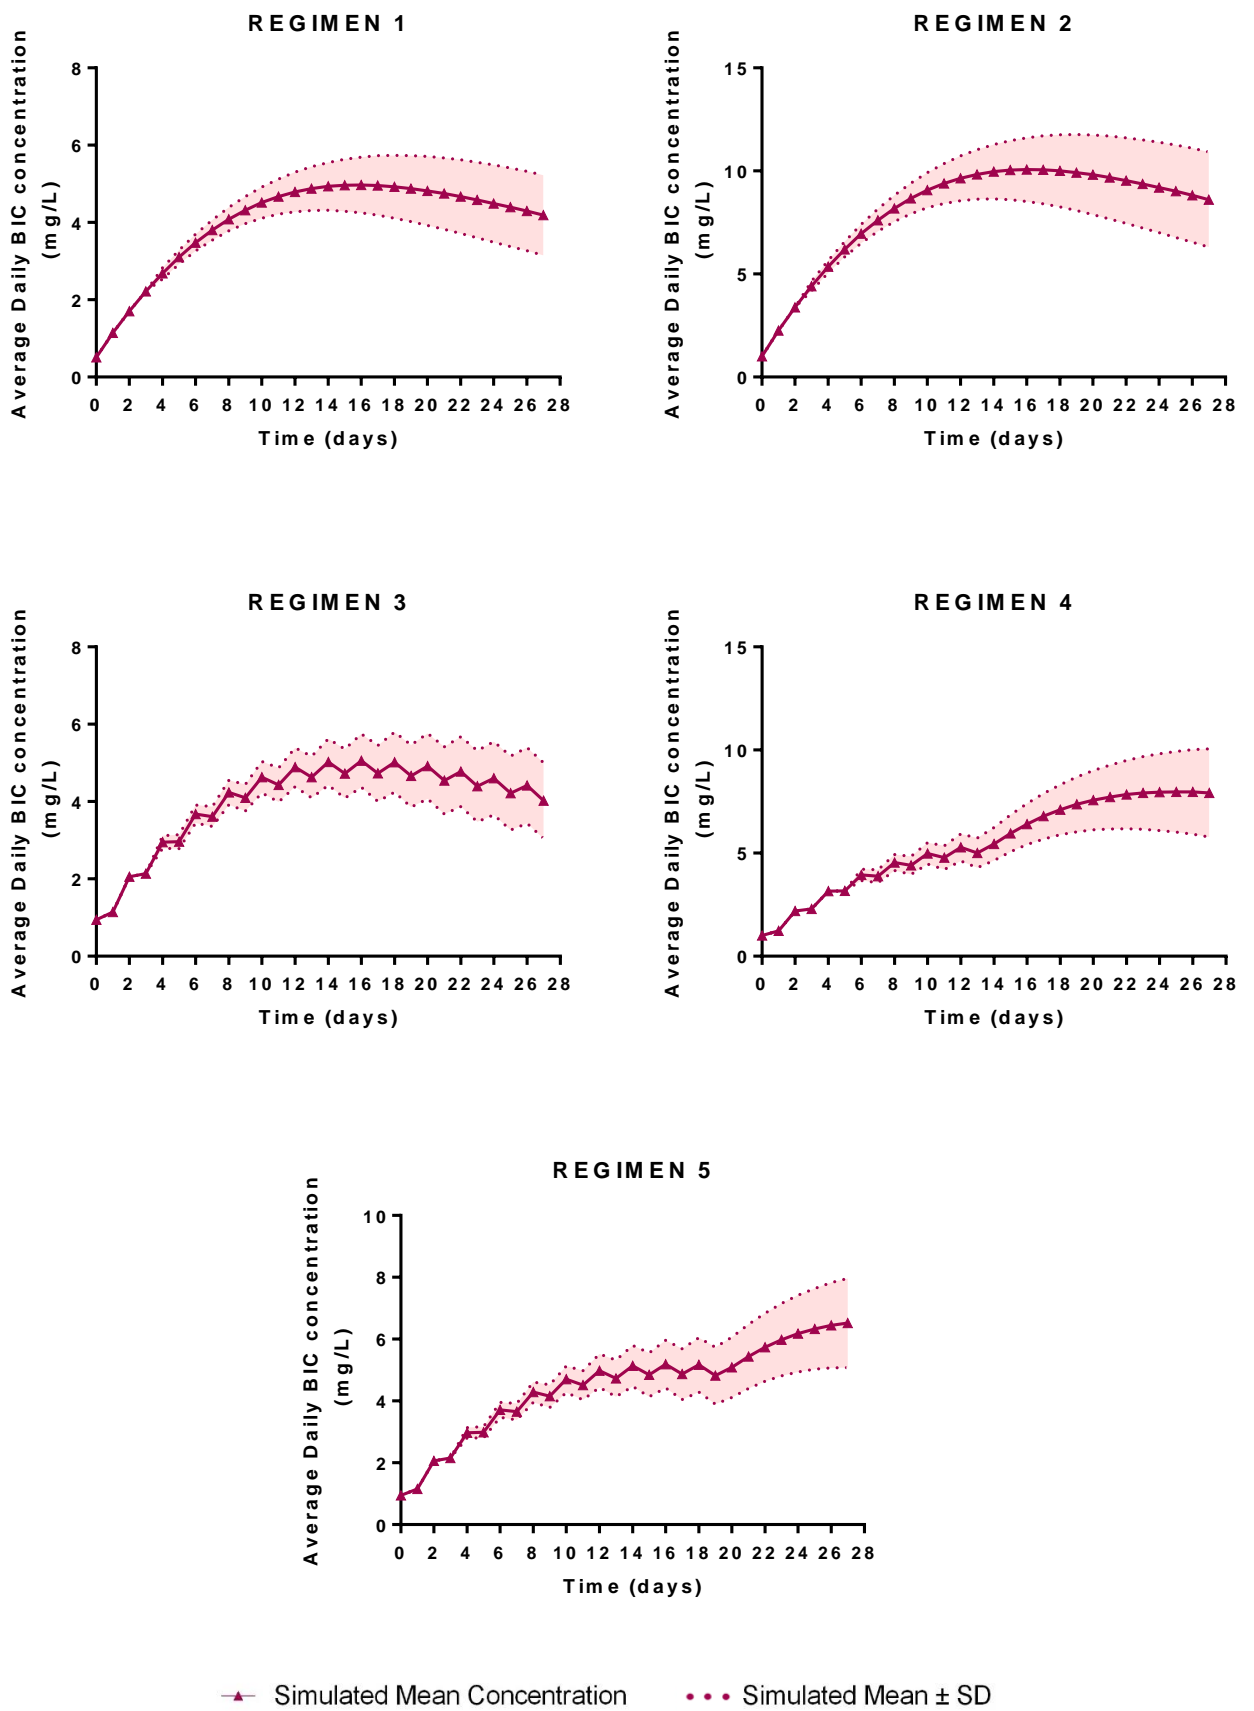 REGIMEN 1
Average Daily BIC concentration
(mg/L)
8
6
4
2
0
0 2 4 6 8 10 12 14 16 18 20 22 24 26 28
Time (days)
REGIMEN 2
Average Daily BIC concentration
(mg/L)
15
10
5
0
0 2 4 6 8 10 12 14 16 18 20 22 24 26 28
Time (days)
REGIMEN 3
Average Daily BIC concentration
(mg/L)
8
6
4
2
0
0 2 4 6 8 10 12 14 16 18 20 22 24 26 28
Time (days)
REGIMEN 4
Average Daily BIC concentration
(mg/L)
15
10
5
0
0 2 4 6 8 10 12 14 16 18 20 22 24 26 28
Time (days)
REGIMEN 5
Average Daily BIC concentration
(mg/L)
10
8
6
4
2
0
0 2 4 6 8 10 12 14 16 18 20 22 24 26 28
Time (days)
Simulated Mean Concentration
Simulated Mean ± SD